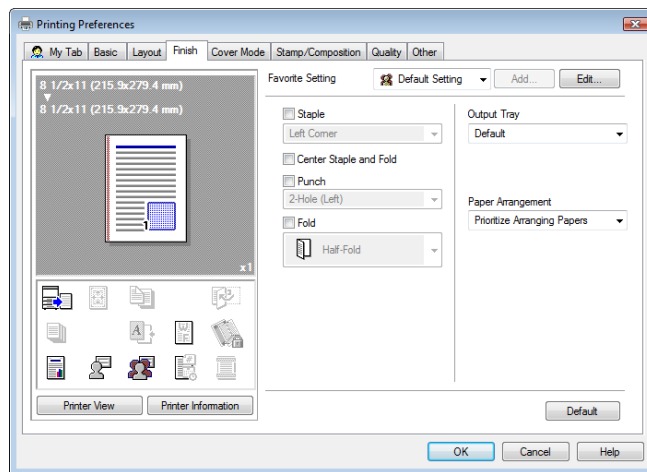 Printing Preferences
My Tab Basic Layout Finish Cover Mode Stamp/Composition Quality Other
8 1/2x11 (215.9x279.4 mm)
8 1/2x11 (215.9x279.4 mm)
1
x1
Printer View Printer Information
Favorite Setting Default Setting Add... Edit...
Staple
Left Corner
Center Staple and Fold
Punch
2-Hole (Left)
Fold
Half-Fold
Output Tray
Default
Paper Arrangement
Prioritize Arranging Papers
Default
OK Cancel Help